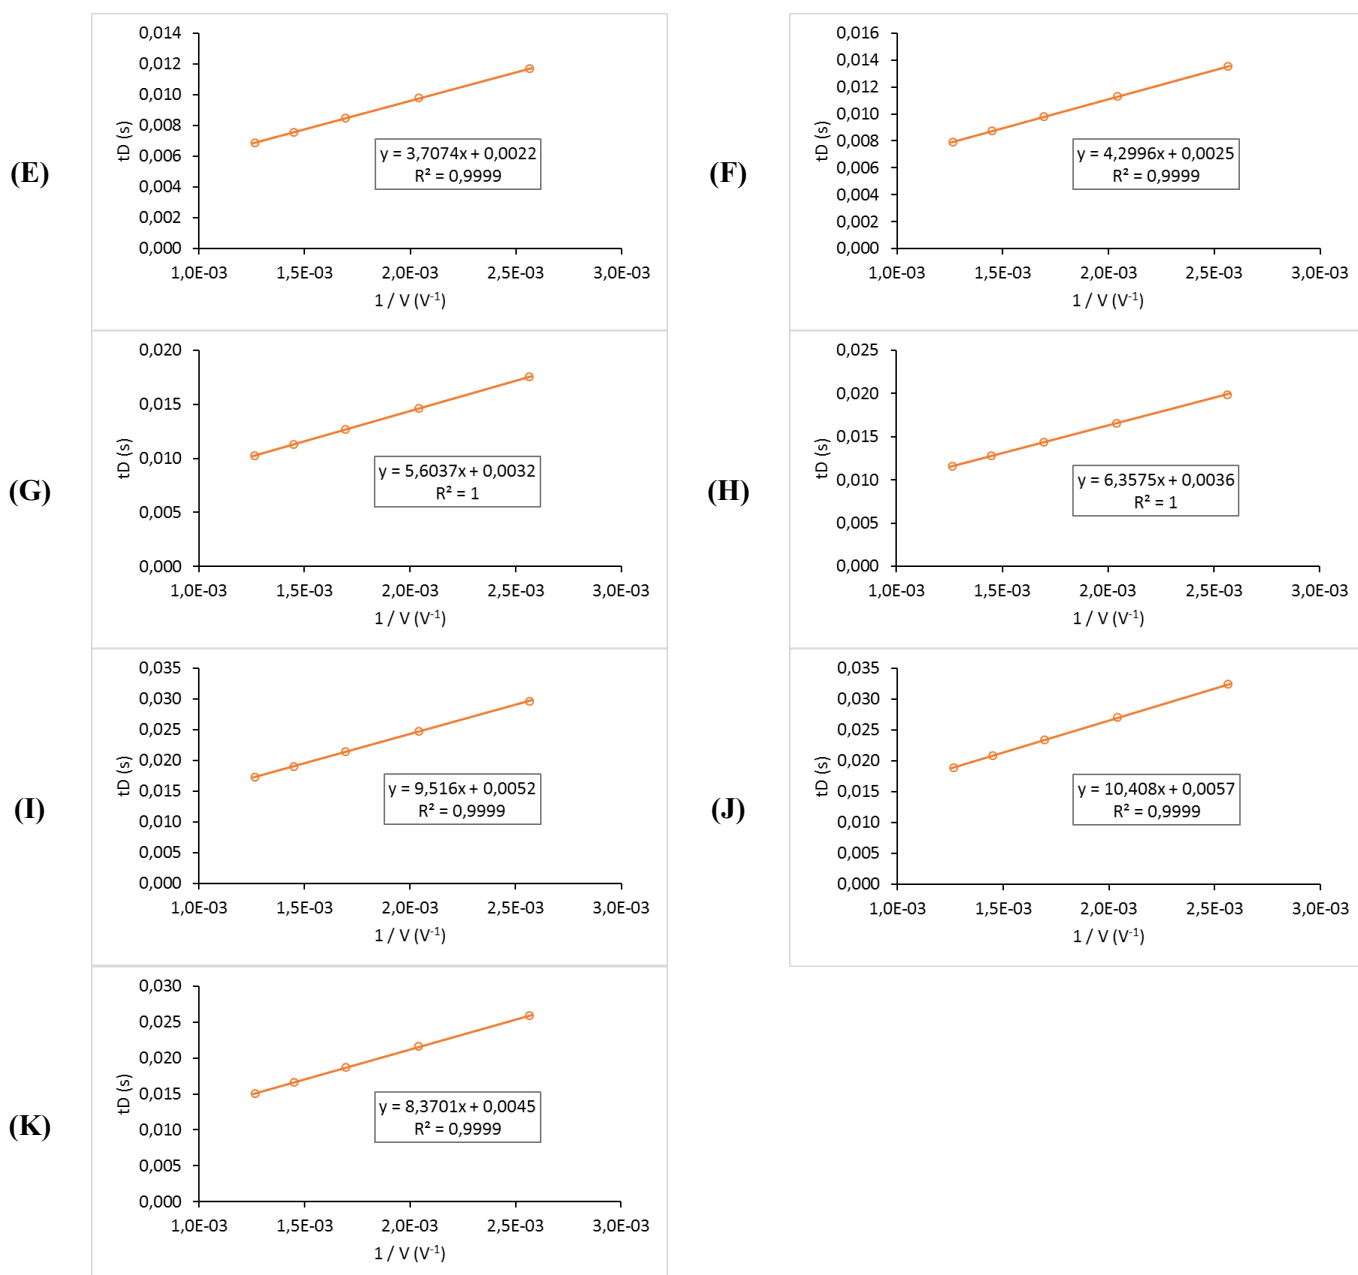 (E)
tD (s)
0,014
0,012
0,010
0,008
0,006
0,004
0,002
0,000
y = 3,7074x + 0,0022
R² = 0,9999
1,0E-03 1,5E-03 2,0E-03 2,5E-03 3,0E-03
1 / V (V⁻¹)
(F)
tD (s)
0,016
0,014
0,012
0,010
0,008
0,006
0,004
0,002
0,000
y = 4,2996x + 0,0025
R² = 0,9999
1,0E-03 1,5E-03 2,0E-03 2,5E-03 3,0E-03
1 / V (V⁻¹)
(G)
tD (s)
0,020
0,015
0,010
0,005
0,000
y = 5,6037x + 0,0032
R² = 1
1,0E-03 1,5E-03 2,0E-03 2,5E-03 3,0E-03
1 / V (V⁻¹)
(H)
tD (s)
0,025
0,020
0,015
0,010
0,005
0,000
y = 6,3575x + 0,0036
R² = 1
1,0E-03 1,5E-03 2,0E-03 2,5E-03 3,0E-03
1 / V (V⁻¹)
(I)
tD (s)
0,035
0,030
0,025
0,020
0,015
0,010
0,005
0,000
y = 9,516x + 0,0052
R² = 0,9999
1,0E-03 1,5E-03 2,0E-03 2,5E-03 3,0E-03
1 / V (V⁻¹)
(J)
tD (s)
0,035
0,030
0,025
0,020
0,015
0,010
0,005
0,000
y = 10,408x + 0,0057
R² = 0,9999
1,0E-03 1,5E-03 2,0E-03 2,5E-03 3,0E-03
1 / V (V⁻¹)
(K)
tD (s)
0,030
0,025
0,020
0,015
0,010
0,005
0,000
y = 8,3701x + 0,0045
R² = 0,9999
1,0E-03 1,5E-03 2,0E-03 2,5E-03 3,0E-03
1 / V (V⁻¹)